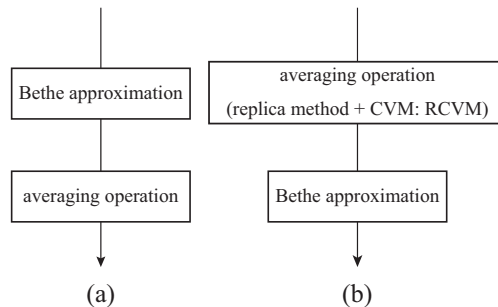 Bethe approximation
averaging operation
(a)
averaging operation
(replica method + CVM: RCVM)
Bethe approximation
(b)